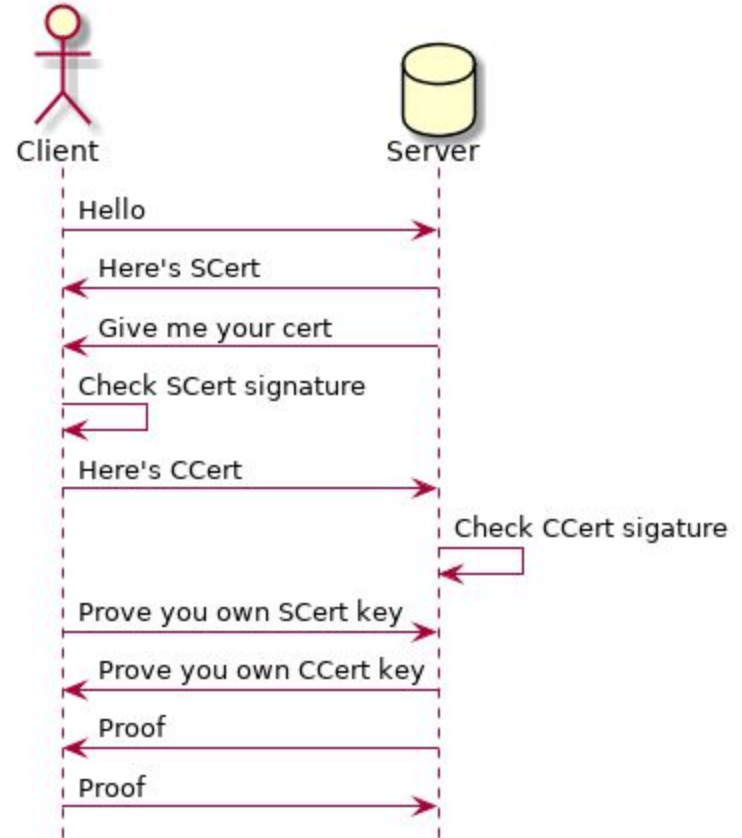 Client
Server
Hello
Here's SCert
Give me your cert
Check SCert signature
Here's CCert
Check CCert sigature
Prove you own SCert key
Prove you own CCert key
Proof
Proof